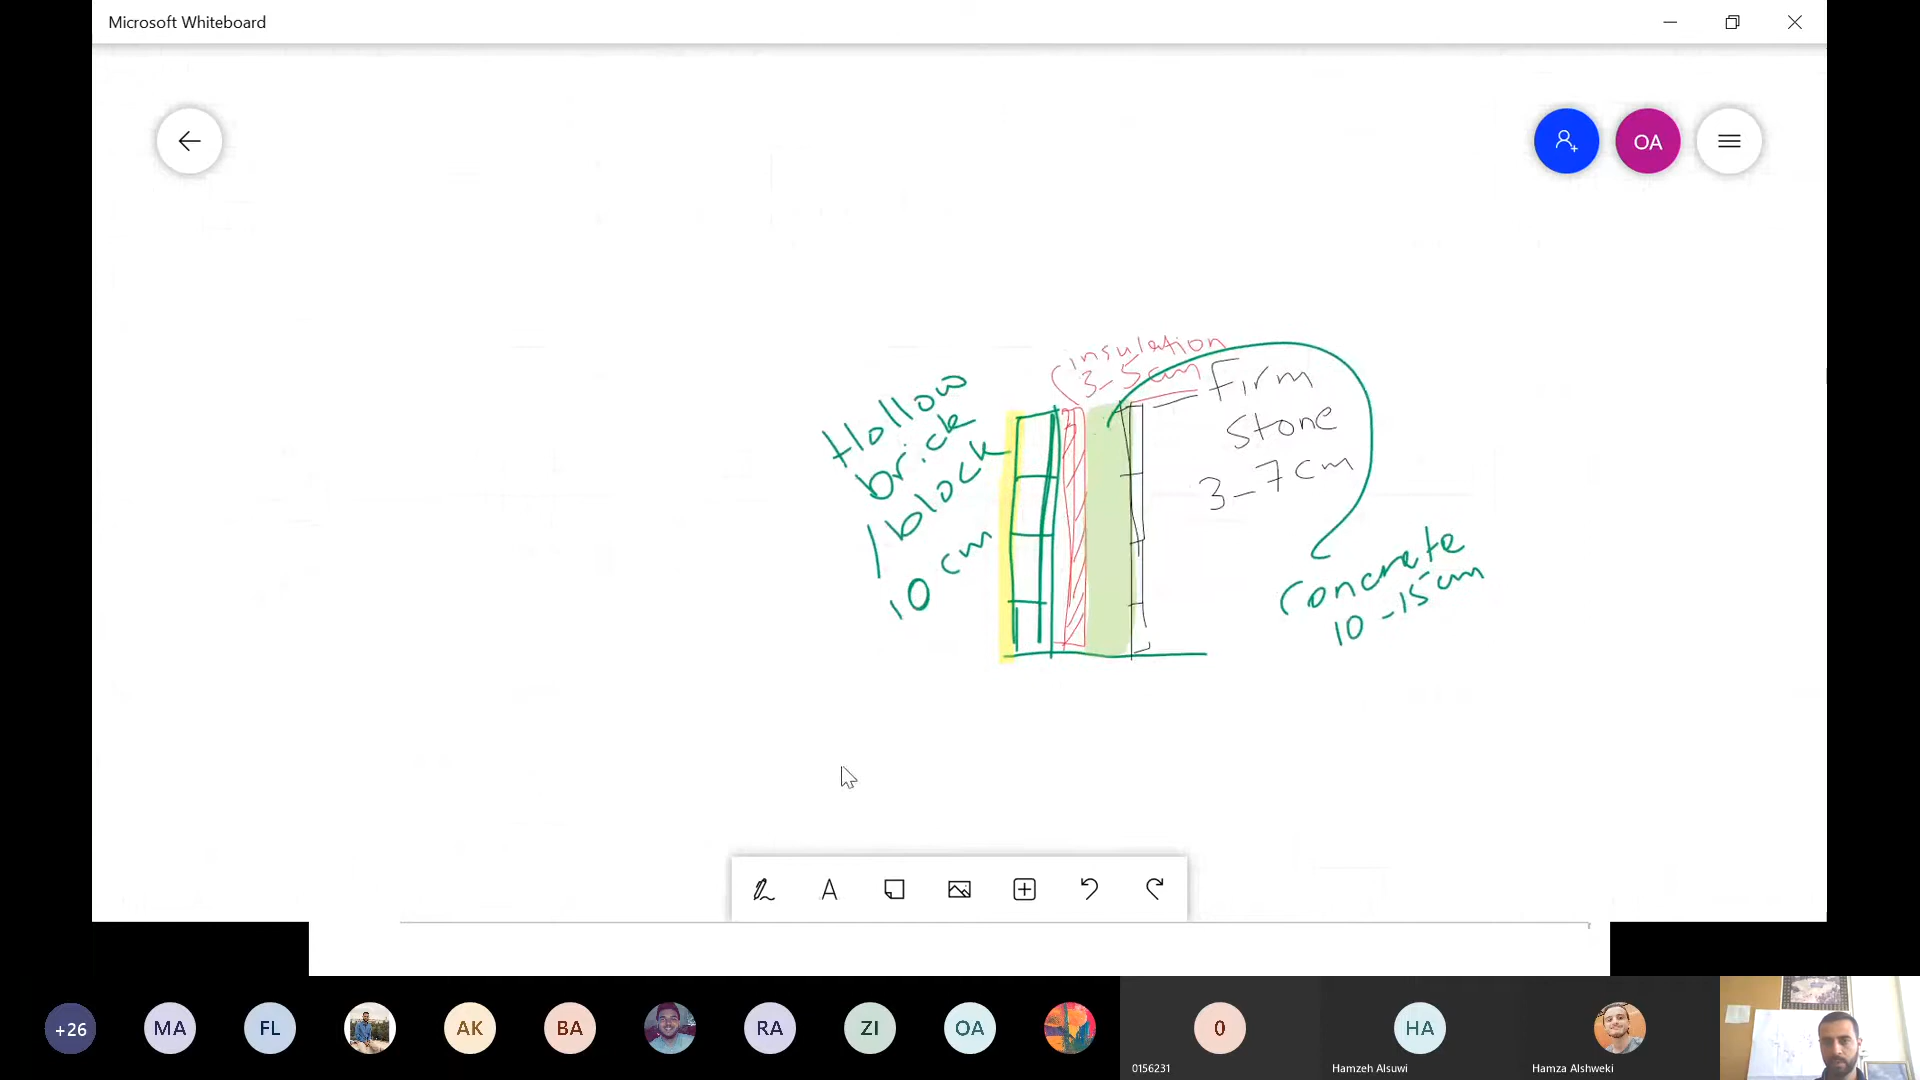 Microsoft Whiteboard
OA
insulation
3-5cm
Firm
stone
3-7cm
Hollow
brick
1 block
10 cm
Concrete
10-15cm
+26
MA
FL
AK
BA
RA
ZI
OA
0
HA
0156231
Hamzeh Alsuwi
Hamza Alshweki